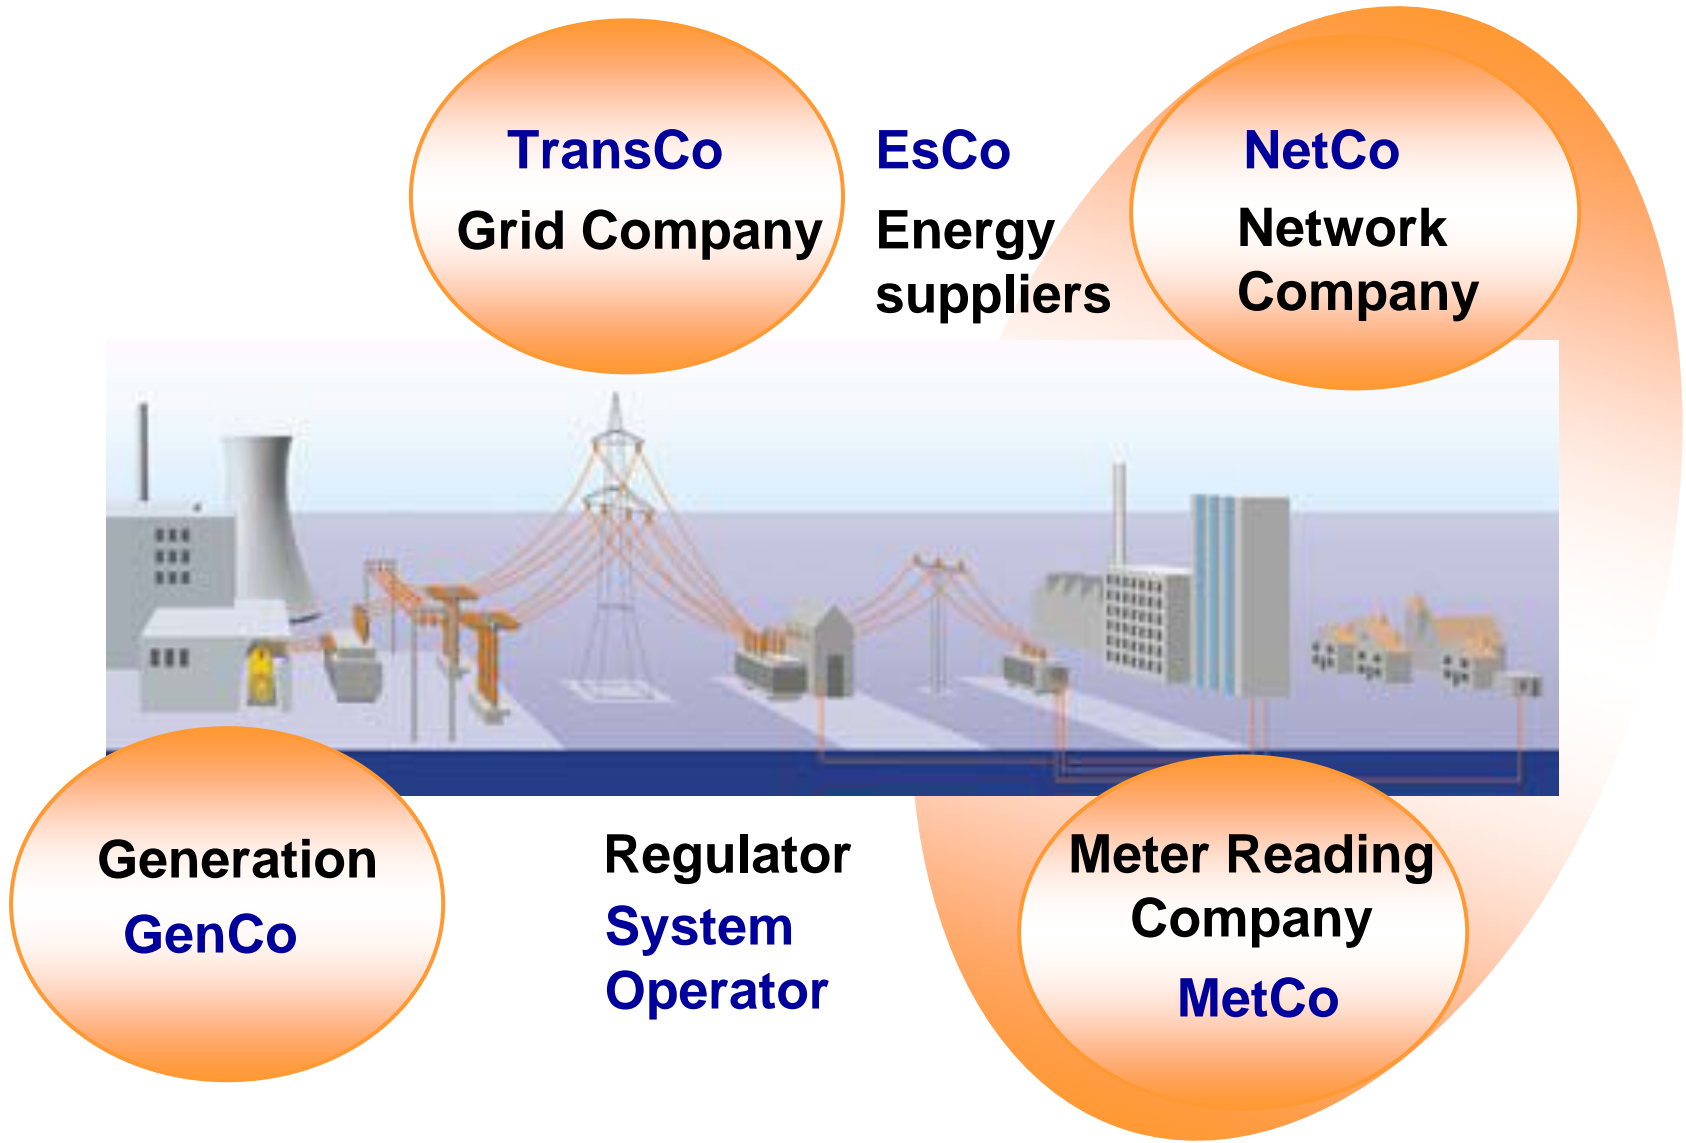 TransCo
Grid Company
EsCo
Energy
suppliers
NetCo
Network
Company
Generation
GenCo
Regulator
System
Operator
Meter Reading
Company
MetCo